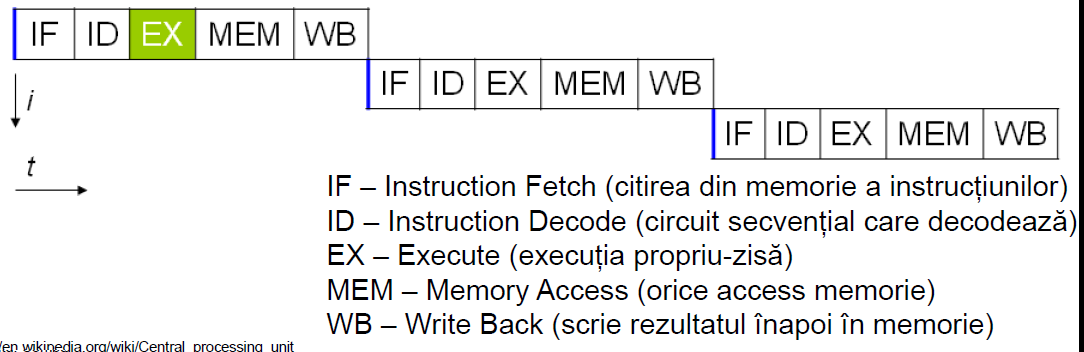 IF ID EX MEM WB
IF ID EX MEM WB
i
IF ID EX MEM WB
t
IF – Instruction Fetch (citirea din memorie a instrucțiunilor)
ID – Instruction Decode (circuit secvențial care decodează)
EX – Execute (execuția propriu-zisă)
MEM – Memory Access (orice access memorie)
WB – Write Back (scrie rezultatul înapoi în memorie)
/en.wikipedia.org/wiki/Central_processing_unit